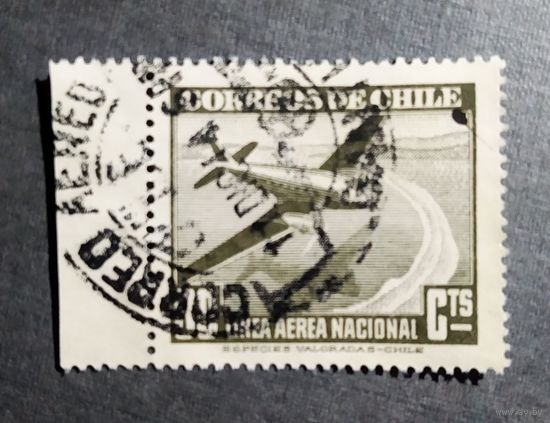 CORREOS DE CHILE
LINEA AEREA NACIONAL CTS
ESPECIES VALORADAS-CHILE
CORREO AEREO